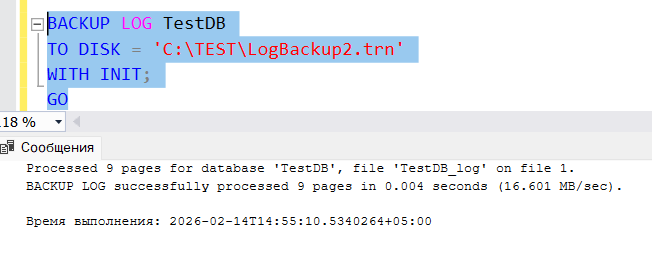 BACKUP LOG TestDB
TO DISK = 'C:\TEST\LogBackup2.trn'
WITH INIT;
GO
118 %
Сообщения
Processed 9 pages for database 'TestDB', file 'TestDB_log' on file 1.
BACKUP LOG successfully processed 9 pages in 0.004 seconds (16.601 MB/sec).
Время выполнения: 2026-02-14T14:55:10.5340264+05:00